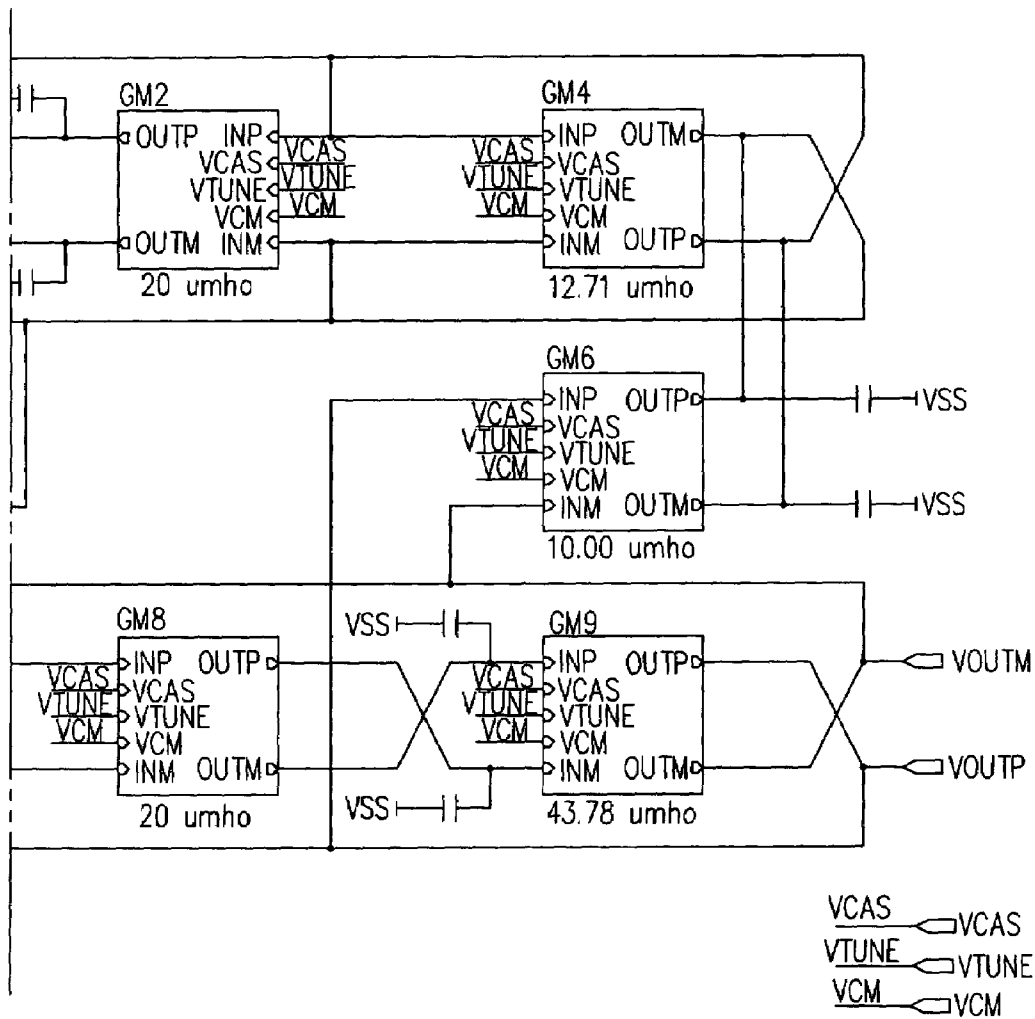 GM2
OUTP INP
VCAS VCAS
VTUNE VTUNE
VCM VCM
OUTM INM
20 umho
GM4
INP OUTM
VCAS VCAS
VTUNE VTUNE
VCM VCM
INM OUTP
12.71 umho
GM6
INP OUTP
VCAS VCAS
VTUNE VTUNE
VCM VCM
INM OUTM
10.00 umho
VSS
VSS
GM8
INP OUTP
VCAS VCAS
VTUNE VTUNE
VCM VCM
INM OUTM
20 umho
VSS
VSS
GM9
INP OUTP
VCAS VCAS
VTUNE VTUNE
VCM VCM
INM OUTM
43.78 umho
VOUTM
VOUTP
VCAS VCAS
VTUNE VTUNE
VCM VCM